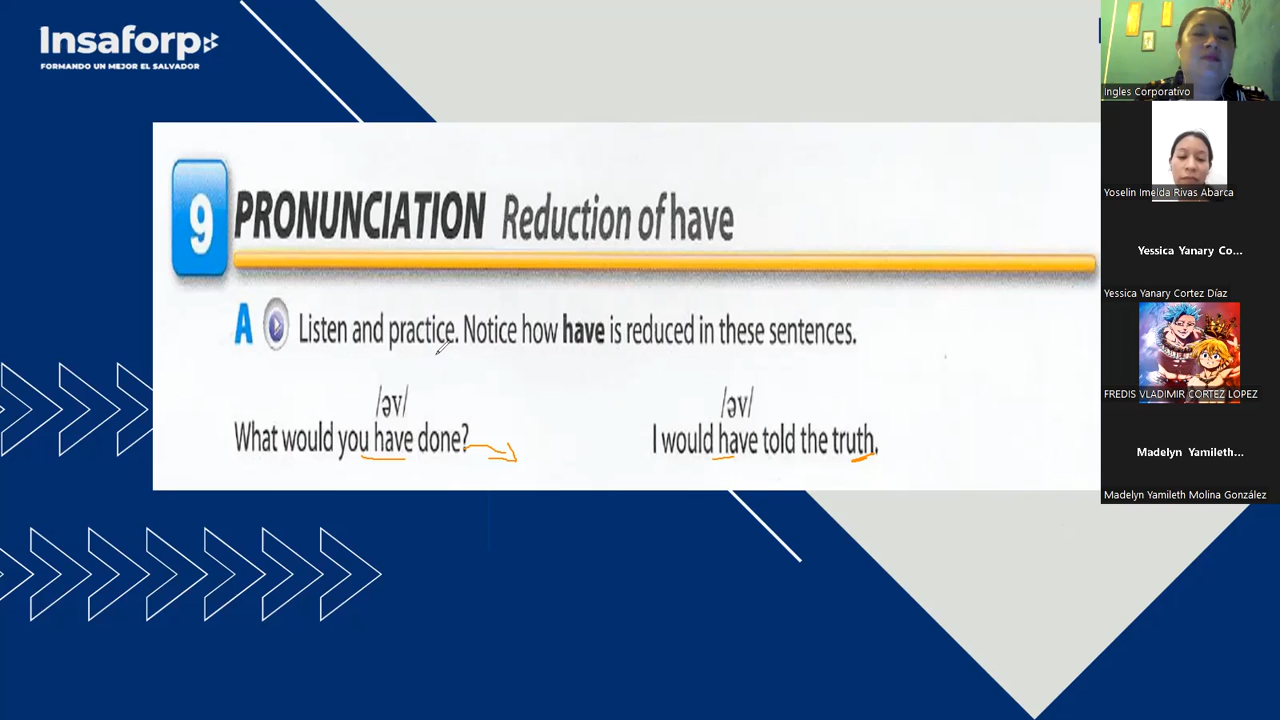 Insaforp
FORMANDO UN MEJOR EL SALVADOR
9 PRONUNCIATION Reduction of have
A Listen and practice. Notice how have is reduced in these sentences.
/əv/
What would you have done?
/əv/
I would have told the truth.
Ingles Corporativo
Yoselin Imelda Rivas Abarca
Yessica Yanary Co...
Yessica Yanary Cortez Díaz
FREDIS VLADIMIR CORTEZ LOPEZ
Madelyn Yamileth...
Madelyn Yamileth Molina González